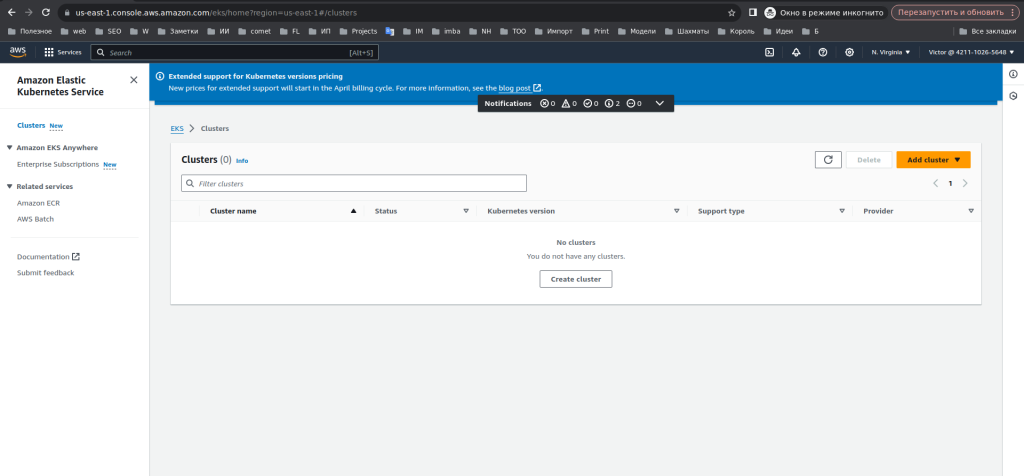 us-east-1.console.aws.amazon.com/eks/home?region=us-east-1#/clusters
Окно в режиме инкогнито
Перезапустить и обновить
Полезное web SEO W Заметки ИИ comet FL ИП Projects IM imba NH ТОО Импорт Print Модели Шахматы Король Идеи Б Все закладки
aws Services Search [Alt+S] N. Virginia Victor @ 4211-1026-5648
Amazon Elastic
Kubernetes Service
Clusters New
Amazon EKS Anywhere
Enterprise Subscriptions New
Related services
Amazon ECR
AWS Batch
Documentation
Submit feedback
Extended support for Kubernetes versions pricing
New prices for extended support will start in the April billing cycle. For more information, see the blog post.
Notifications 0 0 0 2 0
EKS Clusters
Clusters (0) Info
Delete
Add cluster
Filter clusters
1
Cluster name Status Kubernetes version Support type Provider
No clusters
You do not have any clusters.
Create cluster